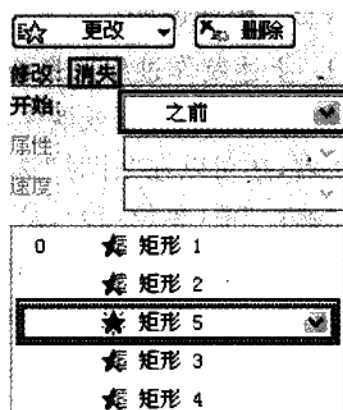 更改 删除
修改：消失
开始： 之前
属性：
速度：
0 矩形 1
矩形 2
矩形 5
矩形 3
矩形 4